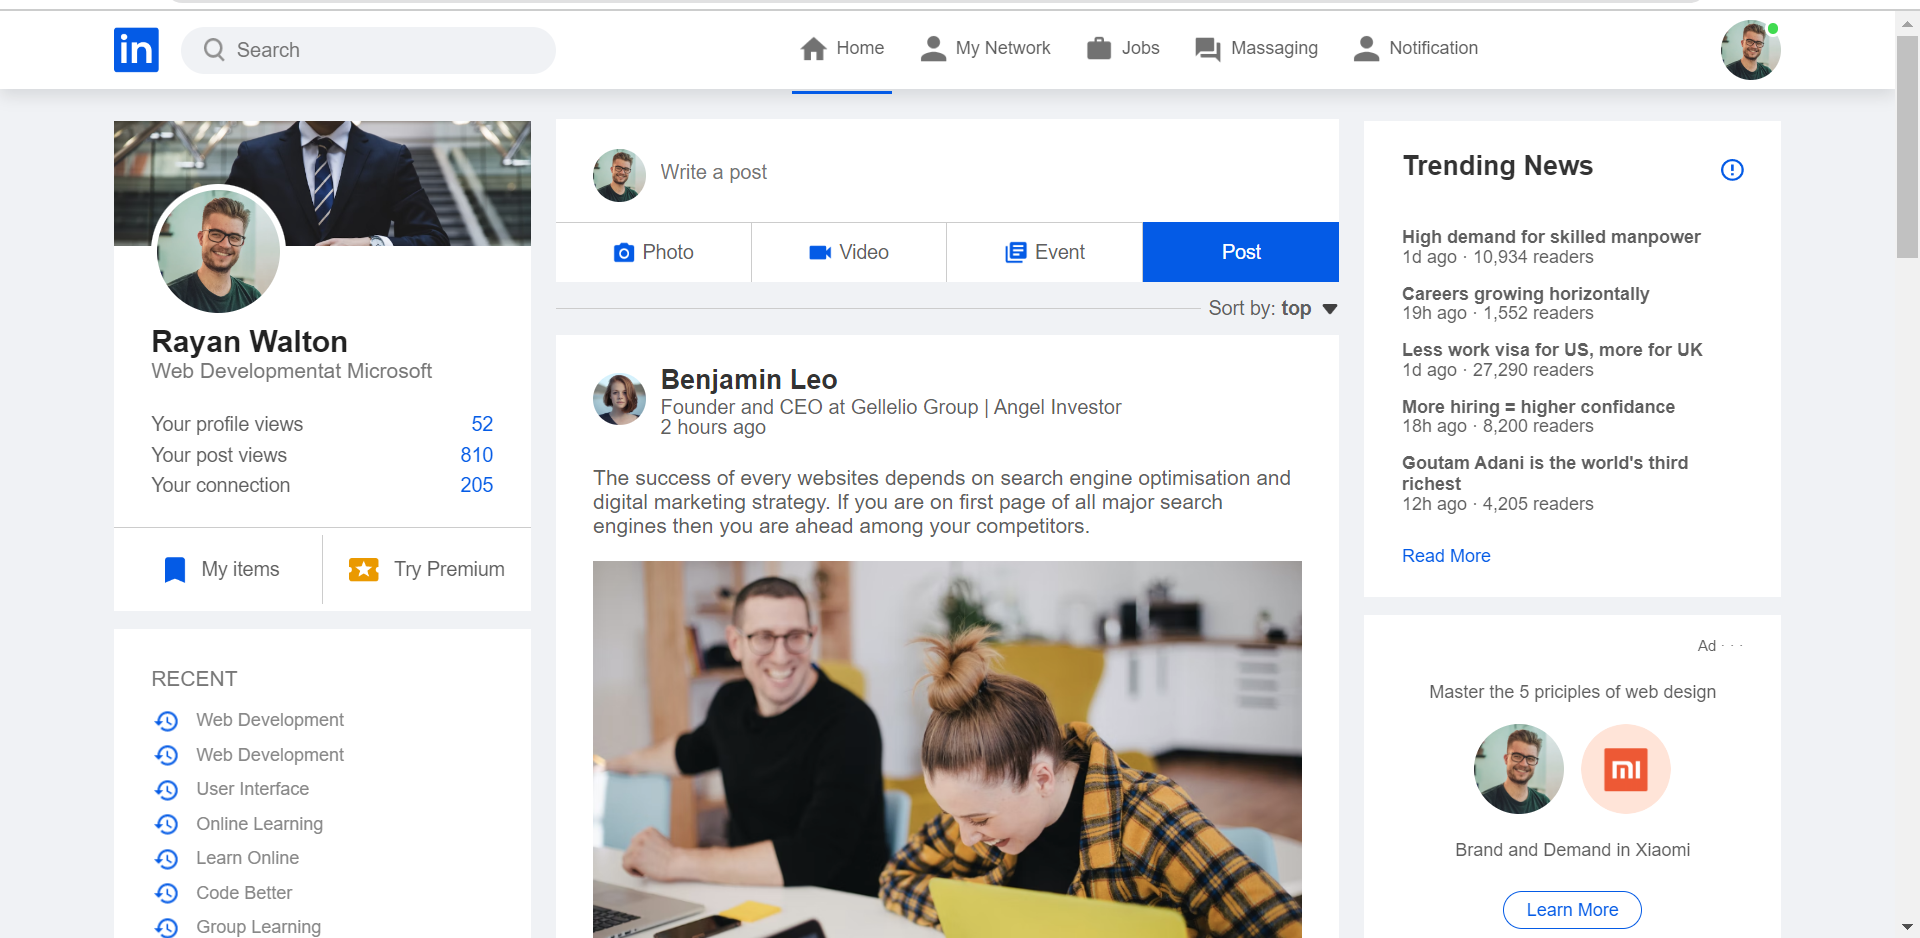 in
Search
Home
My Network
Jobs
Massaging
Notification
Rayan Walton
Web Developmentat Microsoft
Your profile views 52
Your post views 810
Your connection 205
My items
Try Premium
RECENT
Web Development
Web Development
User Interface
Online Learning
Learn Online
Code Better
Group Learning
Write a post
Photo
Video
Event
Post
Sort by: top
Benjamin Leo
Founder and CEO at Gellelio Group | Angel Investor
2 hours ago
The success of every websites depends on search engine optimisation and
digital marketing strategy. If you are on first page of all major search
engines then you are ahead among your competitors.
Trending News
High demand for skilled manpower
1d ago · 10,934 readers
Careers growing horizontally
19h ago · 1,552 readers
Less work visa for US, more for UK
1d ago · 27,290 readers
More hiring = higher confidance
18h ago · 8,200 readers
Goutam Adani is the world's third
richest
12h ago · 4,205 readers
Read More
Ad · · ·
Master the 5 priciples of web design
mi
Brand and Demand in Xiaomi
Learn More